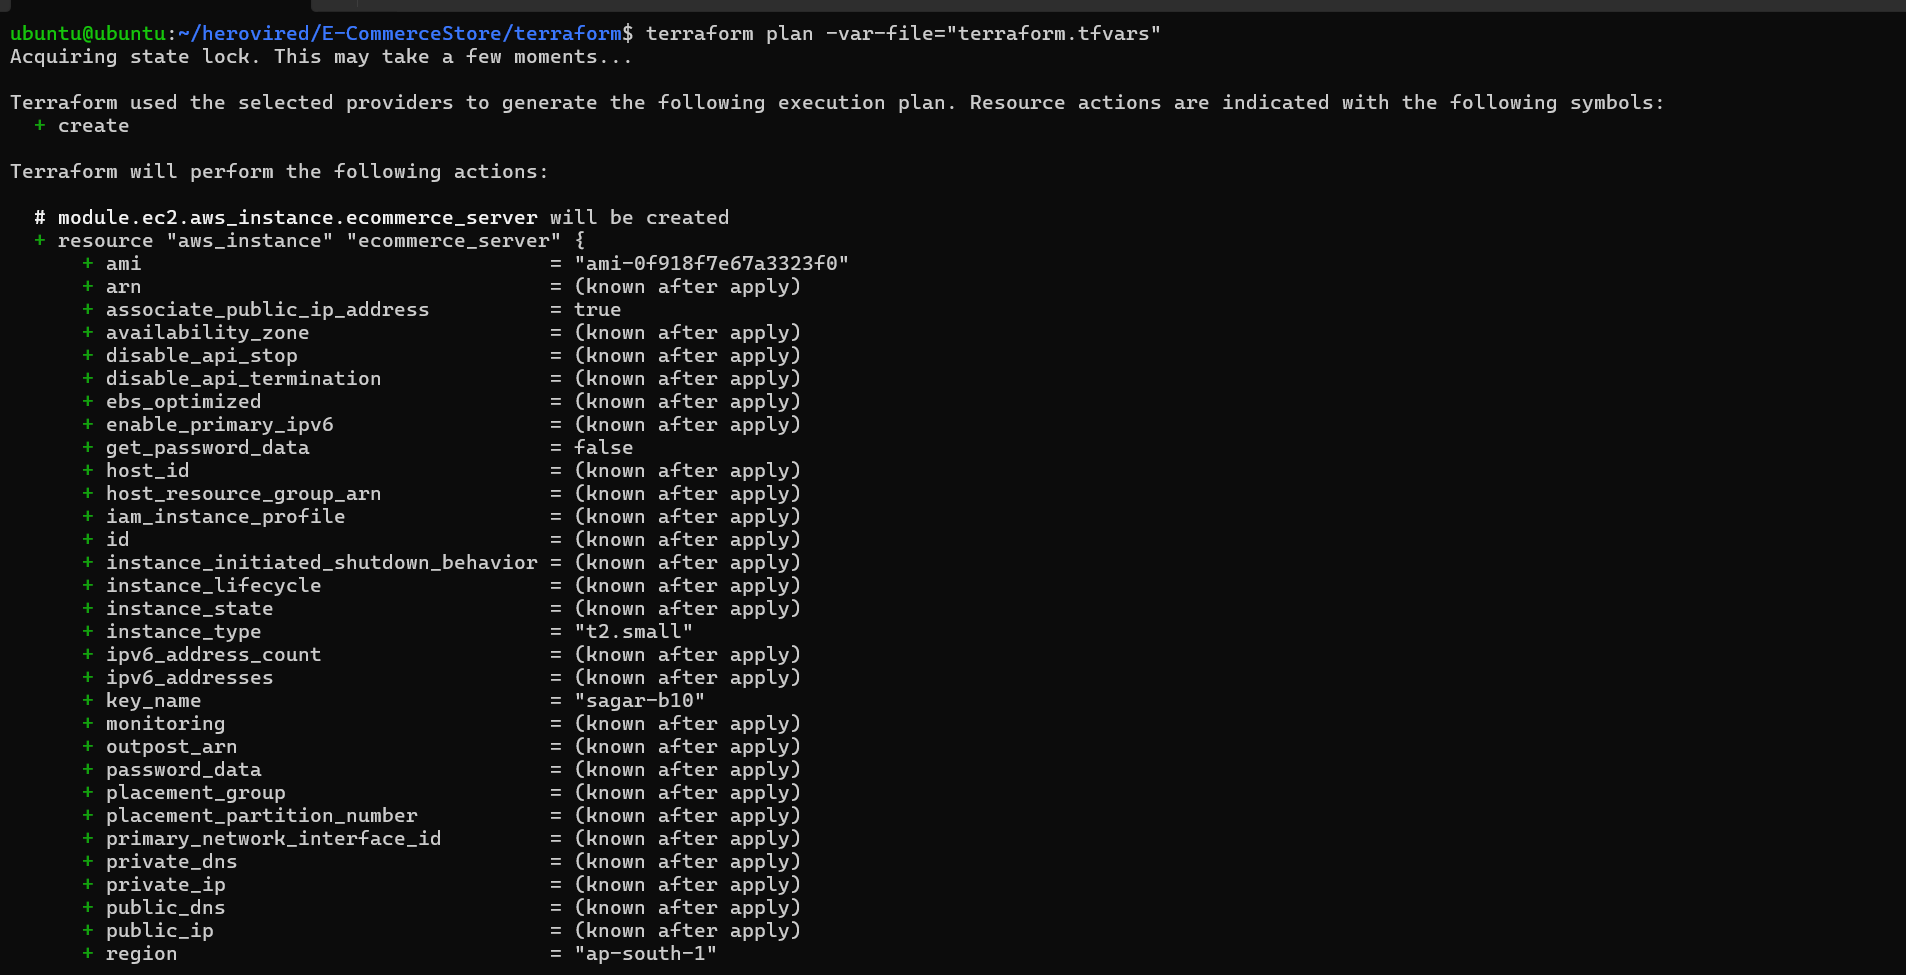 ubuntu@ubuntu:~/herovired/E-CommerceStore/terraform$ terraform plan -var-file="terraform.tfvars"
Acquiring state lock. This may take a few moments...
Terraform used the selected providers to generate the following execution plan. Resource actions are indicated with the following symbols:
  + create
Terraform will perform the following actions:
  # module.ec2.aws_instance.ecommerce_server will be created
  + resource "aws_instance" "ecommerce_server" {
      + ami                                  = "ami-0f918f7e67a3323f0"
      + arn                                  = (known after apply)
      + associate_public_ip_address          = true
      + availability_zone                    = (known after apply)
      + disable_api_stop                     = (known after apply)
      + disable_api_termination              = (known after apply)
      + ebs_optimized                        = (known after apply)
      + enable_primary_ipv6                  = (known after apply)
      + get_password_data                    = false
      + host_id                              = (known after apply)
      + host_resource_group_arn              = (known after apply)
      + iam_instance_profile                 = (known after apply)
      + id                                   = (known after apply)
      + instance_initiated_shutdown_behavior = (known after apply)
      + instance_lifecycle                   = (known after apply)
      + instance_state                       = (known after apply)
      + instance_type                        = "t2.small"
      + ipv6_address_count                   = (known after apply)
      + ipv6_addresses                       = (known after apply)
      + key_name                             = "sagar-b10"
      + monitoring                           = (known after apply)
      + outpost_arn                          = (known after apply)
      + password_data                        = (known after apply)
      + placement_group                      = (known after apply)
      + placement_partition_number           = (known after apply)
      + primary_network_interface_id         = (known after apply)
      + private_dns                          = (known after apply)
      + private_ip                           = (known after apply)
      + public_dns                           = (known after apply)
      + public_ip                            = (known after apply)
      + region                               = "ap-south-1"